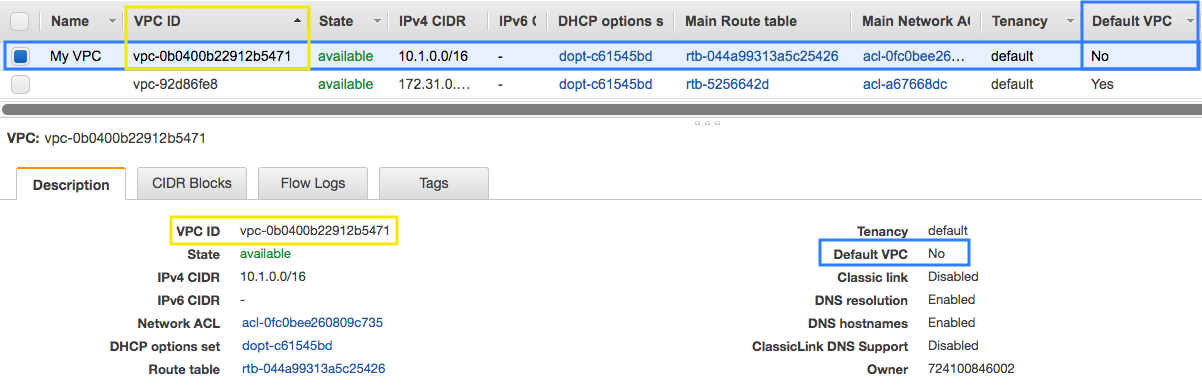 Name VPC ID State IPv4 CIDR IPv6 C DHCP options s Main Route table Main Network AC Tenancy Default VPC
My VPC vpc-0b0400b22912b5471 available 10.1.0.0/16 - dopt-c61545bd rtb-044a99313a5c25426 acl-0fc0bee26… default No
vpc-92d86fe8 available 172.31.0.… - dopt-c61545bd rtb-5256642d acl-a67668dc default Yes
VPC: vpc-0b0400b22912b5471
Description CIDR Blocks Flow Logs Tags
VPC ID vpc-0b0400b22912b5471
State available
IPv4 CIDR 10.1.0.0/16
IPv6 CIDR -
Network ACL acl-0fc0bee260809c735
DHCP options set dopt-c61545bd
Route table rtb-044a99313a5c25426
Tenancy default
Default VPC No
Classic link Disabled
DNS resolution Enabled
DNS hostnames Enabled
ClassicLink DNS Support Disabled
Owner 724100846002